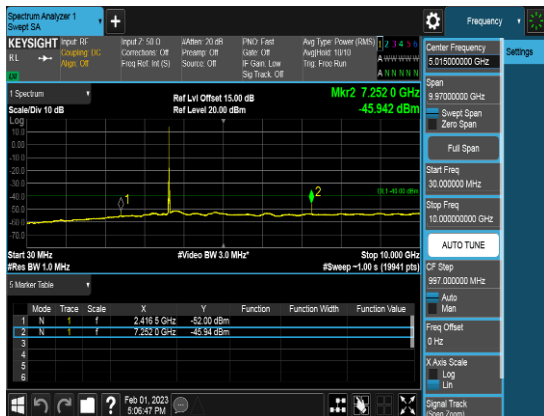 Spectrum Analyzer 1
Swept SA
Frequency
KEYSIGHT Input: RF
RL
Coupling: DC
Align: Off
Input Z: 50 Ω
Corrections: Off
Freq Ref: Int (S)
#Atten: 20 dB
Preamp: Off
Source: Off
PNO: Fast
Gate: Off
IF Gain: Low
Sig Track: Off
Avg Type: Power (RMS)
Avg|Hold: 10/10
Trig: Free Run
1 2 3 4 5 6
A W W W W W
A N N N N N
1 Spectrum
Scale/Div 10 dB
Ref Lvl Offset 15.00 dB
Ref Level 20.00 dBm
Mkr2 7.252 0 GHz
-45.942 dBm
Log
10.0
0.00
-10.0
-20.0
-30.0
-40.0
-50.0
-60.0
-70.0
1
2
DL1 -40.00 dBm
Start 30 MHz
#Res BW 1.0 MHz
#Video BW 3.0 MHz*
Stop 10.000 GHz
#Sweep ~1.00 s (19941 pts)
5 Marker Table
Mode Trace Scale X Y Function Function Width Function Value
1 N 1 f 2.416 5 GHz -52.00 dBm
2 N 1 f 7.252 0 GHz -45.94 dBm
3
4
5
6
Feb 01, 2023
5:06:47 PM
Center Frequency
5.015000000 GHz
Settings
Span
9.97000000 GHz
Swept Span
Zero Span
Full Span
Start Freq
30.000000 MHz
Stop Freq
10.000000000 GHz
AUTO TUNE
CF Step
997.000000 MHz
Auto
Man
Freq Offset
0 Hz
X Axis Scale
Log
Lin
Signal Track
(Span Zoom)